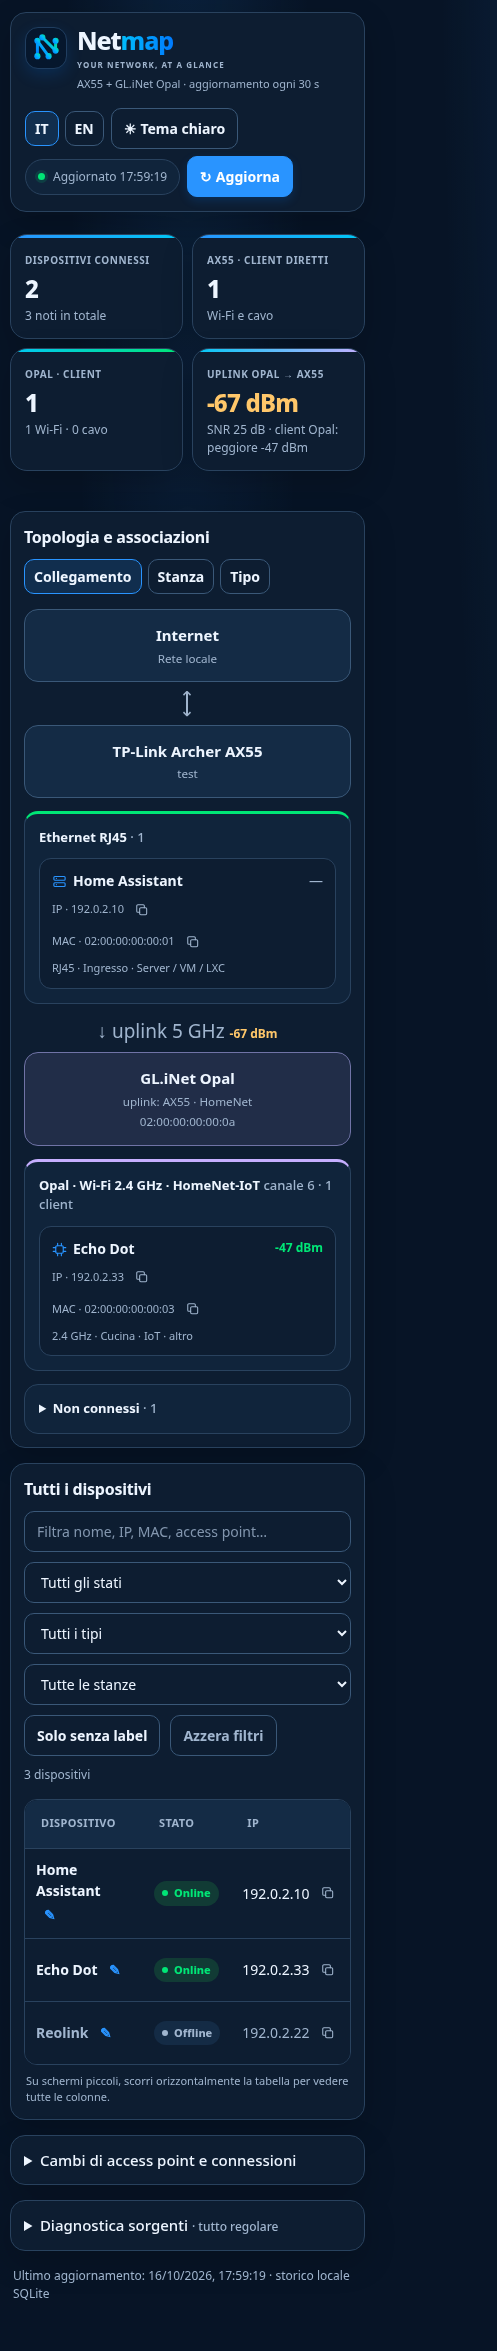 Netmap
YOUR NETWORK, AT A GLANCE
AX55 + GL.iNet Opal · aggiornamento ogni 30 s
IT EN ☀ Tema chiaro
Aggiornato 17:59:19 ↻ Aggiorna
DISPOSITIVI CONNESSI
2
3 noti in totale
AX55 · CLIENT DIRETTI
1
Wi-Fi e cavo
OPAL · CLIENT
1
1 Wi-Fi · 0 cavo
UPLINK OPAL → AX55
-67 dBm
SNR 25 dB · client Opal:
peggiore -47 dBm
Topologia e associazioni
Collegamento Stanza Tipo
Internet
Rete locale
TP-Link Archer AX55
test
Ethernet RJ45 · 1
Home Assistant —
IP · 192.0.2.10
MAC · 02:00:00:00:00:01
RJ45 · Ingresso · Server / VM / LXC
↓ uplink 5 GHz -67 dBm
GL.iNet Opal
uplink: AX55 · HomeNet
02:00:00:00:00:0a
Opal · Wi-Fi 2.4 GHz · HomeNet-IoT canale 6 · 1
client
Echo Dot -47 dBm
IP · 192.0.2.33
MAC · 02:00:00:00:00:03
2.4 GHz · Cucina · IoT · altro
▶ Non connessi · 1
Tutti i dispositivi
Filtra nome, IP, MAC, access point...
Tutti gli stati
Tutti i tipi
Tutte le stanze
Solo senza label Azzera filtri
3 dispositivi
DISPOSITIVO STATO IP
Home
Assistant
✎ Online 192.0.2.10
Echo Dot ✎ Online 192.0.2.33
Reolink ✎ Offline 192.0.2.22
Su schermi piccoli, scorri orizzontalmente la tabella per vedere
tutte le colonne.
▶ Cambi di access point e connessioni
▶ Diagnostica sorgenti · tutto regolare
Ultimo aggiornamento: 16/10/2026, 17:59:19 · storico locale
SQLite